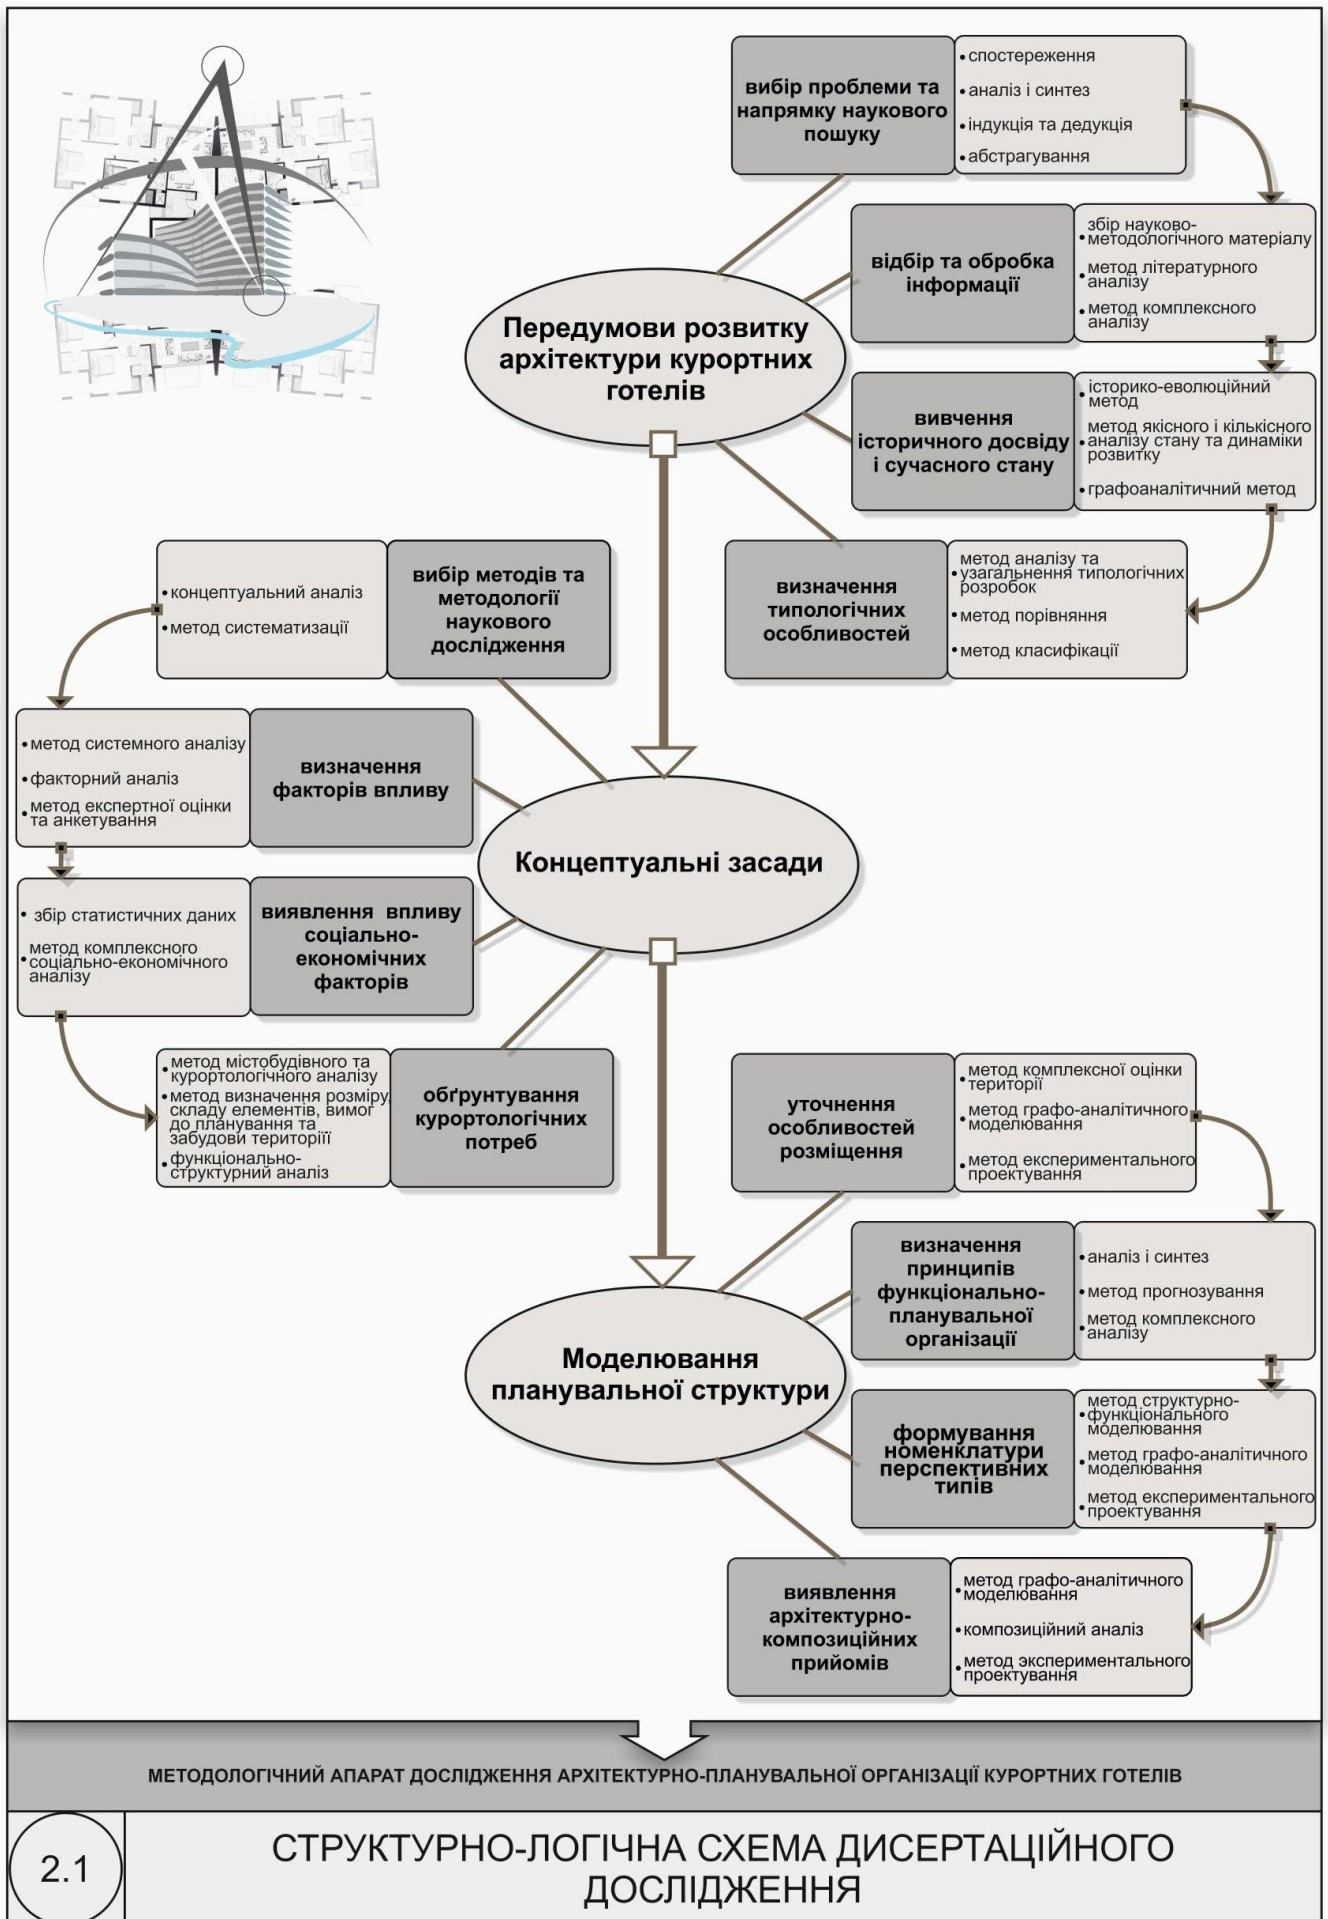 вибір проблеми та
напрямку наукового
пошуку
•спостереження
•аналіз і синтез
•індукція та дедукція
•абстрагування
відбір та обробка
інформації
збір науково-
•методологічного матеріалу
•метод літературного
аналізу
•метод комплексного
аналізу
Передумови розвитку
архітектури курортних
готелів
вивчення
історичного досвіду
і сучасного стану
•історико-еволюційний
метод
метод якісного і кількісного
•аналізу стану та динаміки
розвитку
•графоаналітичний метод
визначення
типологічних
особливостей
метод аналізу та
•узагальнення типологічних
розробок
•метод порівняння
•метод класифікації
•концептуальний аналіз
•метод систематизації
вибір методів та
методології
наукового
дослідження
•метод системного аналізу
•факторний аналіз
•метод експертної оцінки
та анкетування
визначення
факторів впливу
Концептуальні засади
• збір статистичних даних
метод комплексного
•соціально-економічного
аналізу
виявлення впливу
соціально-
економічних
факторів
•метод містобудівного та
курортологічного аналізу
•метод визначення розміру,
складу елементів, вимог
до планування та
забудови територіїї
•функціонально-
структурний аналіз
обґрунтування
курортологічних
потреб
уточнення
особливостей
розміщення
•метод комплексної оцінки
території
•метод графо-аналітичного
моделювання
•метод експериментального
проектування
визначення
принципів
функціонально-
планувальної
організації
•аналіз і синтез
•метод прогнозування
•метод комплексного
аналізу
Моделювання
планувальної структури
формування
номенклатури
перспективних
типів
метод структурно-
•функціонального
моделювання
•метод графо-аналітичного
моделювання
•метод експериментального
проектування
виявлення
архітектурно-
композиційних
прийомів
•метод графо-аналітичного
моделювання
•композиційний аналіз
•метод экспериментального
проектування
МЕТОДОЛОГІЧНИЙ АПАРАТ ДОСЛІДЖЕННЯ АРХІТЕКТУРНО-ПЛАНУВАЛЬНОЇ ОРГАНІЗАЦІЇ КУРОРТНИХ ГОТЕЛІВ
2.1
СТРУКТУРНО-ЛОГІЧНА СХЕМА ДИСЕРТАЦІЙНОГО
ДОСЛІДЖЕННЯ